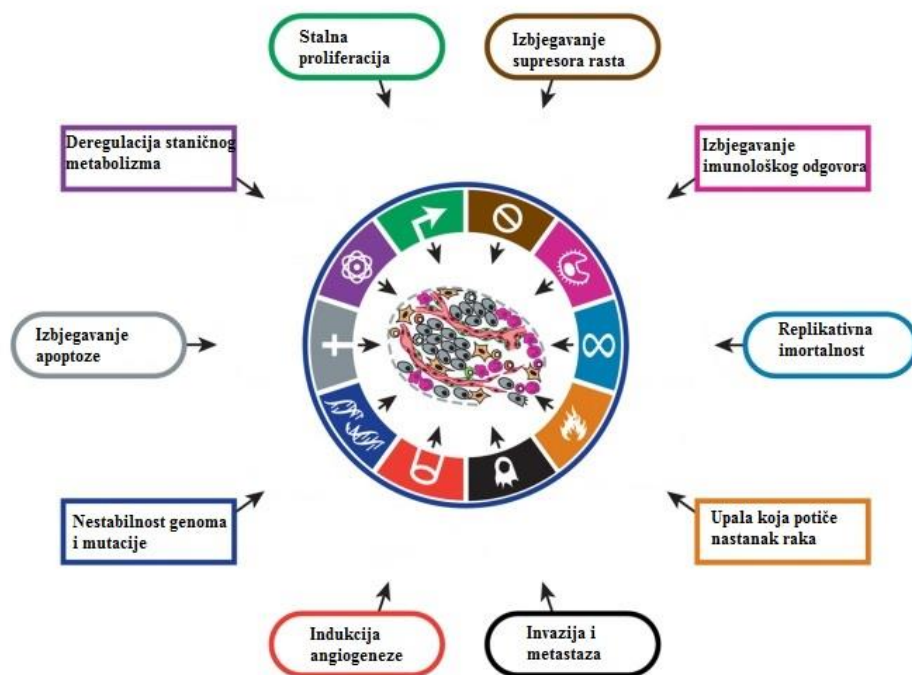 Stalna
proliferacija
Izbjegavanje
supresora rasta
Deregulacija staničnog
metabolizma
Izbjegavanje
imunološkog odgovora
Izbjegavanje
apoptoze
Replikativna
imortalnost
Nestabilnost genoma
i mutacije
Upala koja potiče
nastanak raka
Indukcija
angiogeneze
Invazija i
metastaza